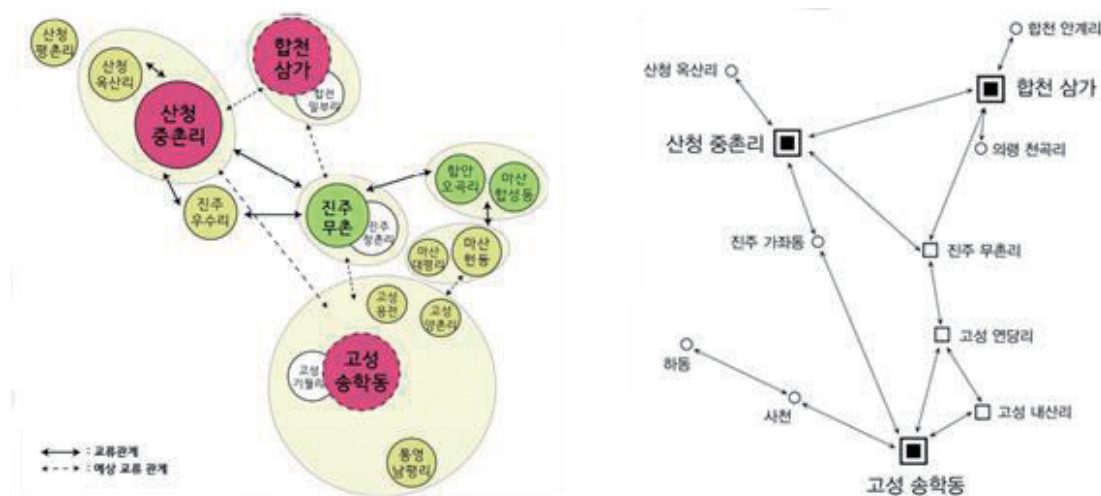 산청
평촌리
산청
옥산리
산청
중촌리
합천
삼가
합천
일부리
진주
우수리
진주
무촌
진주
창촌리
함안
오곡리
마산
합성동
마산
대평리
마산
현동
고성
용전
고성
양촌리
고성
기월리
고성
송학동
통영
남평리
: 교류관계
: 예상 교류 관계
합천 안계리
산청 옥산리
합천 삼가
산청 중촌리
의령 천곡리
진주 가좌동
진주 무촌리
고성 연당리
하동
사천
고성 내산리
고성 송학동